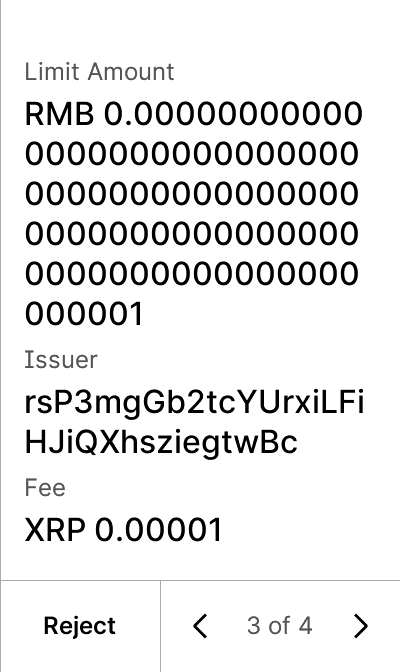 Limit Amount
RMB 0.00000000000
0000000000000000
0000000000000000
0000000000000000
0000000000000000
000001
Issuer
rsP3mgGb2tcYUrxiLFi
HJiQXhsziegtwBc
Fee
XRP 0.00001
Reject
3 of 4